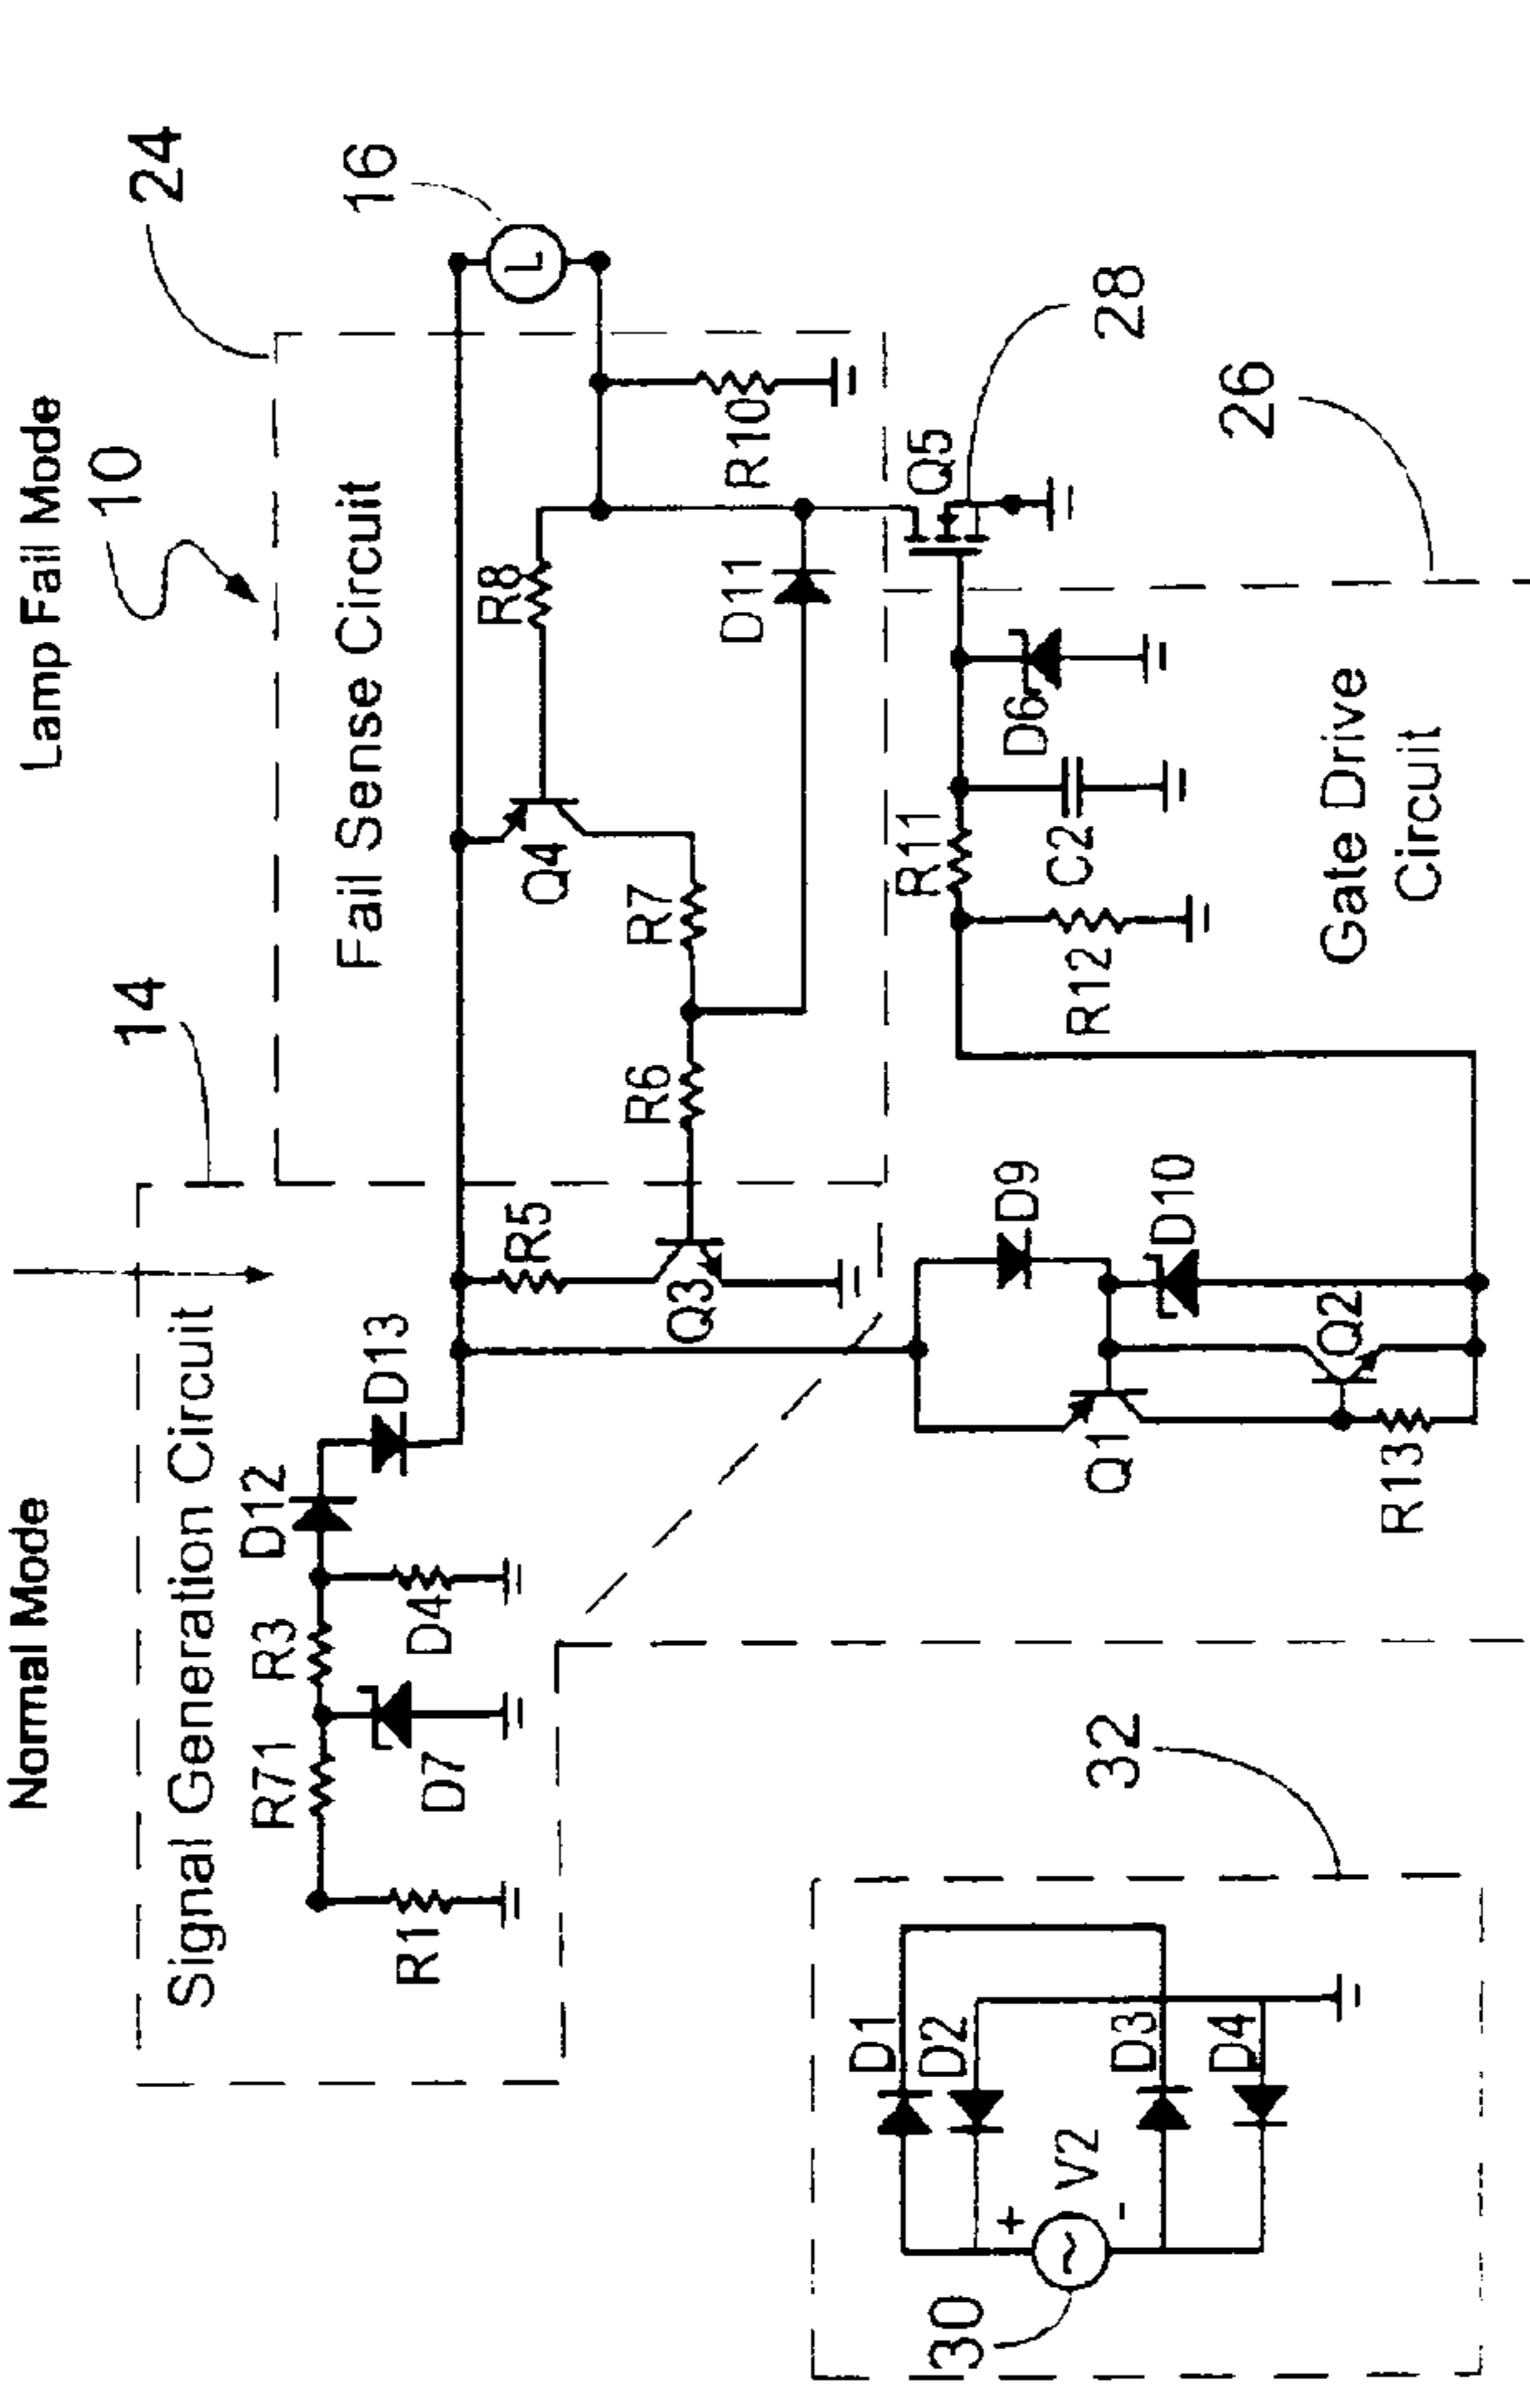 Normal Mode
Lamp Fail Mode
10
14
24
Signal Generation Circuit
Fail Sense Circuit
16
L
R71
R3
D12
D13
R1
D7
D4
R5
Q3
R6
R7
Q4
R8
D11
R10
Q5
28
26
Gate Drive
Circuit
R11
R12
C2
D6
D9
D10
Q1
Q2
R13
32
30
V2
+
-
~
D1
D2
D3
D4